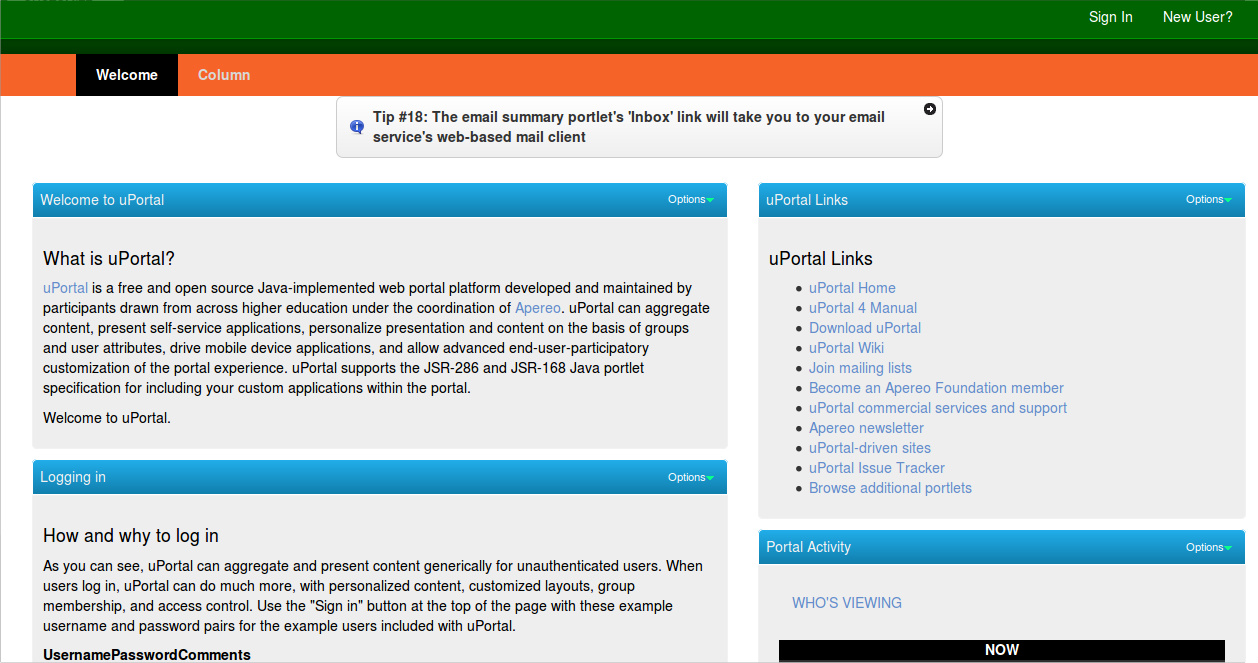 Sign In New User?
Welcome Column
Tip #18: The email summary portlet's 'Inbox' link will take you to your email
service's web-based mail client
Welcome to uPortal Options
What is uPortal?
uPortal is a free and open source Java-implemented web portal platform developed and maintained by
participants drawn from across higher education under the coordination of Apereo. uPortal can aggregate
content, present self-service applications, personalize presentation and content on the basis of groups
and user attributes, drive mobile device applications, and allow advanced end-user-participatory
customization of the portal experience. uPortal supports the JSR-286 and JSR-168 Java portlet
specification for including your custom applications within the portal.
Welcome to uPortal.
Logging in Options
How and why to log in
As you can see, uPortal can aggregate and present content generically for unauthenticated users. When
users log in, uPortal can do much more, with personalized content, customized layouts, group
membership, and access control. Use the "Sign in" button at the top of the page with these example
username and password pairs for the example users included with uPortal.
UsernamePasswordComments
uPortal Links Options
uPortal Links
uPortal Home
uPortal 4 Manual
Download uPortal
uPortal Wiki
Join mailing lists
Become an Apereo Foundation member
uPortal commercial services and support
Apereo newsletter
uPortal-driven sites
uPortal Issue Tracker
Browse additional portlets
Portal Activity Options
WHO'S VIEWING
NOW